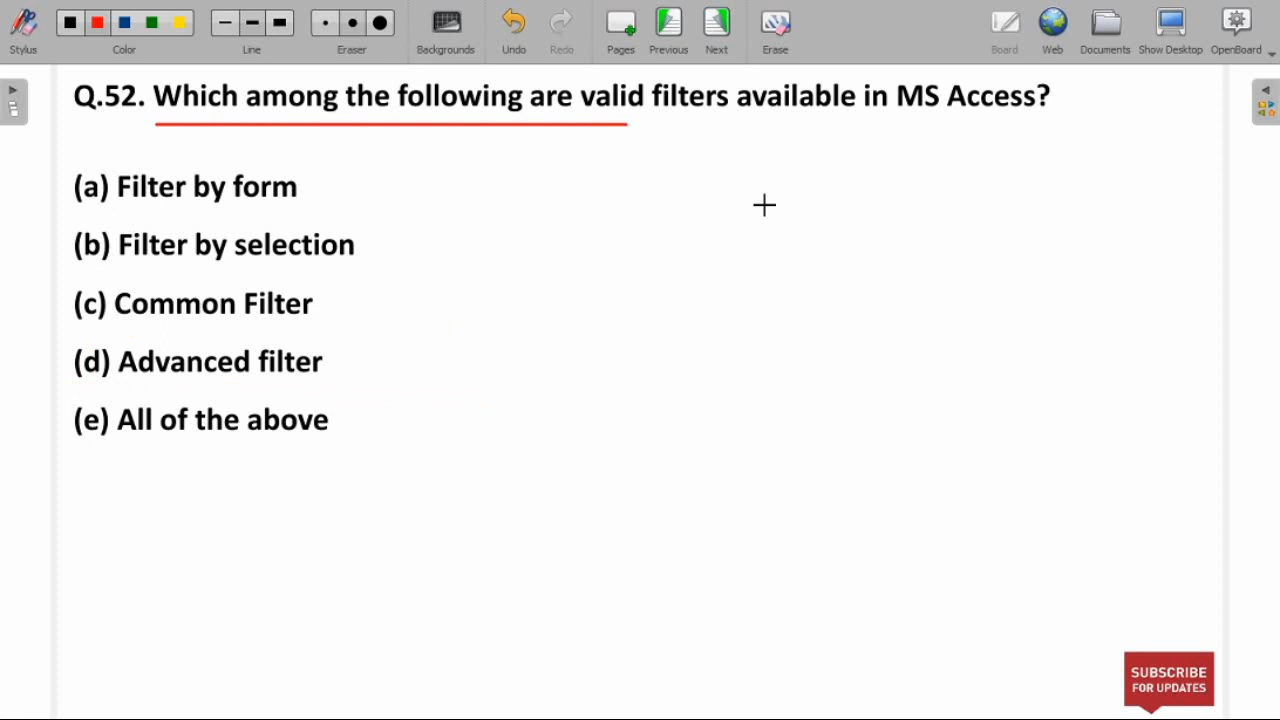 Stylus Color Line Eraser Backgrounds Undo Redo Pages Previous Next Erase Board Web Documents Show Desktop OpenBoard
Q.52. Which among the following are valid filters available in MS Access?
(a) Filter by form
(b) Filter by selection
(c) Common Filter
(d) Advanced filter
(e) All of the above
SUBSCRIBE
FOR UPDATES